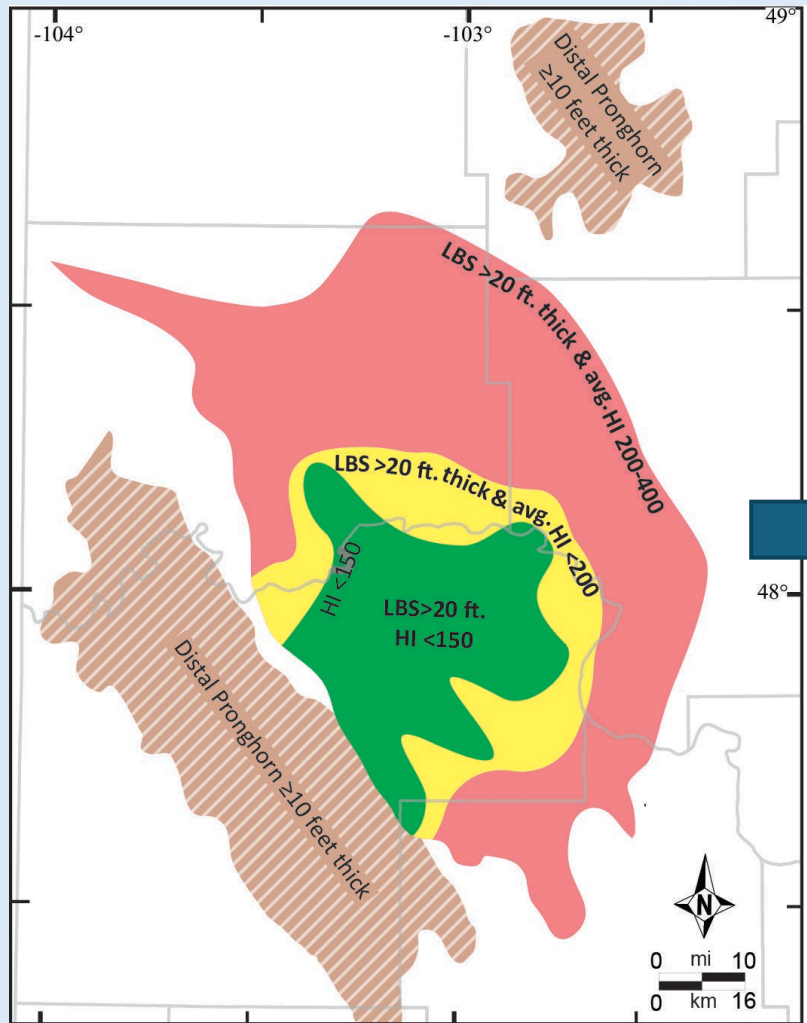 -104°
-103°
49°
Distal Pronghorn
≥10 feet thick
LBS >20 ft. thick & avg. HI 200-400
LBS >20 ft. thick & avg. HI <200
HI <150
LBS>20 ft.
HI <150
48°
Distal Pronghorn ≥10 feet thick
N
0 mi 10
0 km 16